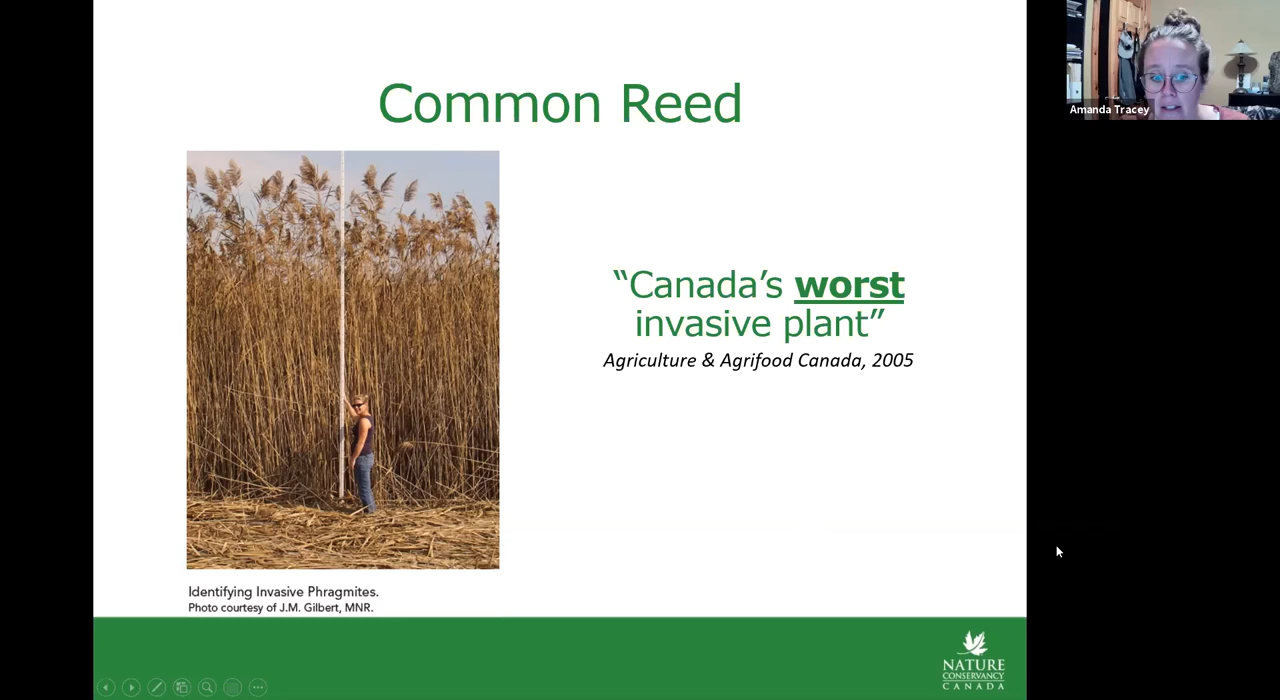 Common Reed
“Canada’s worst
invasive plant”
Agriculture & Agrifood Canada, 2005
Identifying Invasive Phragmites.
Photo courtesy of J.M. Gilbert, MNR.
NATURE
CONSERVANCY
CANADA
Amanda Tracey